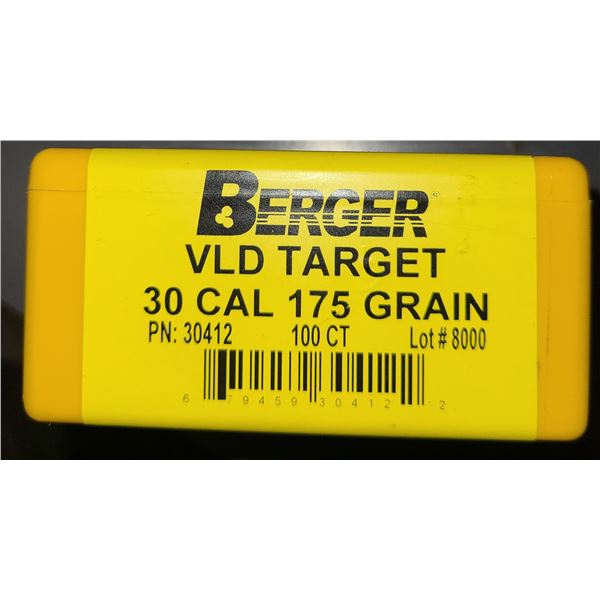 BERGER
VLD TARGET
30 CAL 175 GRAIN
PN: 30412 100 CT Lot # 8000
6 79459 30412 2